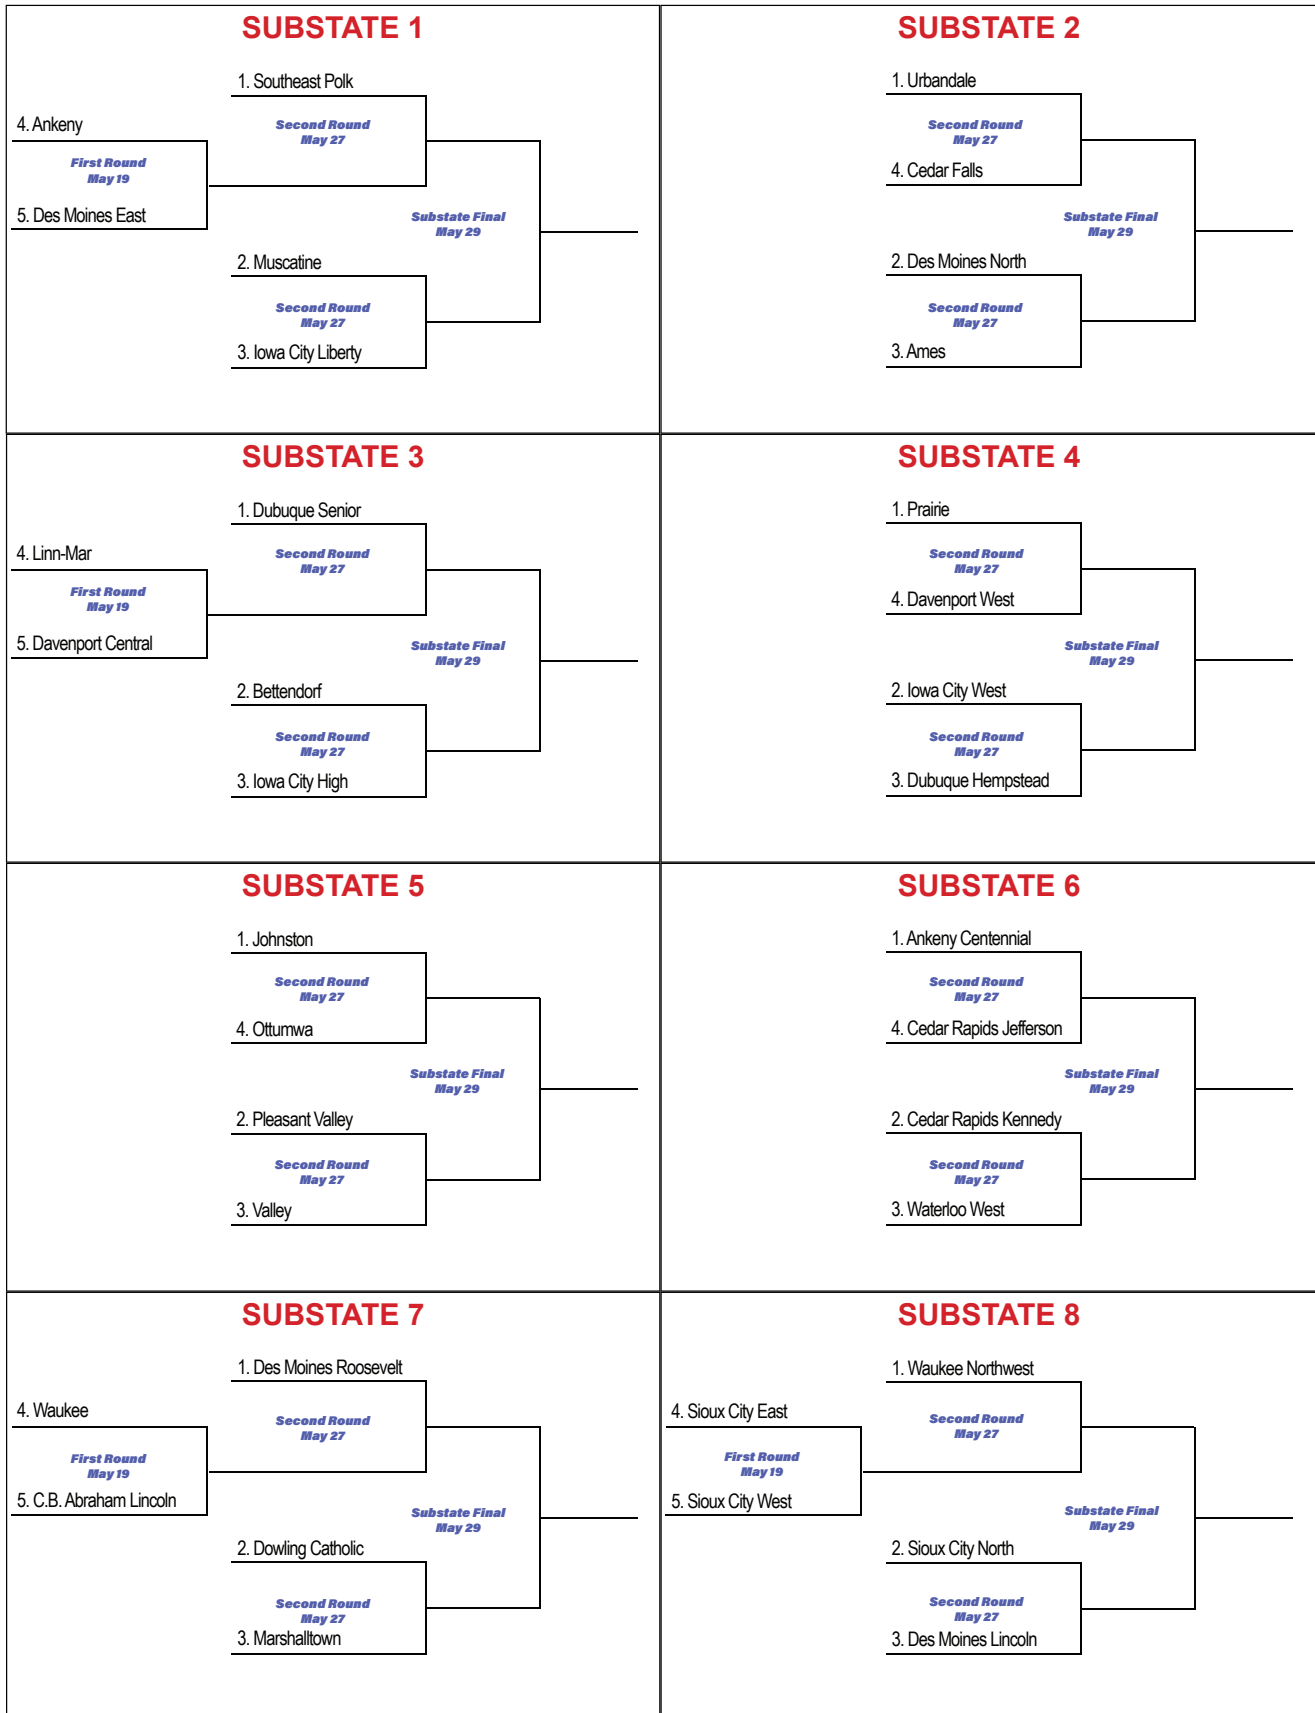 SUBSTATE 1
1. Southeast Polk
4. Ankeny
Second Round
May 27
First Round
May 19
5. Des Moines East
Substate Final
May 29
2. Muscatine
Second Round
May 27
3. Iowa City Liberty
SUBSTATE 2
1. Urbandale
Second Round
May 27
4. Cedar Falls
Substate Final
May 29
2. Des Moines North
Second Round
May 27
3. Ames
SUBSTATE 3
1. Dubuque Senior
4. Linn-Mar
Second Round
May 27
First Round
May 19
5. Davenport Central
Substate Final
May 29
2. Bettendorf
Second Round
May 27
3. Iowa City High
SUBSTATE 4
1. Prairie
Second Round
May 27
4. Davenport West
Substate Final
May 29
2. Iowa City West
Second Round
May 27
3. Dubuque Hempstead
SUBSTATE 5
1. Johnston
Second Round
May 27
4. Ottumwa
Substate Final
May 29
2. Pleasant Valley
Second Round
May 27
3. Valley
SUBSTATE 6
1. Ankeny Centennial
Second Round
May 27
4. Cedar Rapids Jefferson
Substate Final
May 29
2. Cedar Rapids Kennedy
Second Round
May 27
3. Waterloo West
SUBSTATE 7
1. Des Moines Roosevelt
4. Waukee
Second Round
May 27
First Round
May 19
5. C.B. Abraham Lincoln
Substate Final
May 29
2. Dowling Catholic
Second Round
May 27
3. Marshalltown
SUBSTATE 8
1. Waukee Northwest
4. Sioux City East
Second Round
May 27
First Round
May 19
5. Sioux City West
Substate Final
May 29
2. Sioux City North
Second Round
May 27
3. Des Moines Lincoln